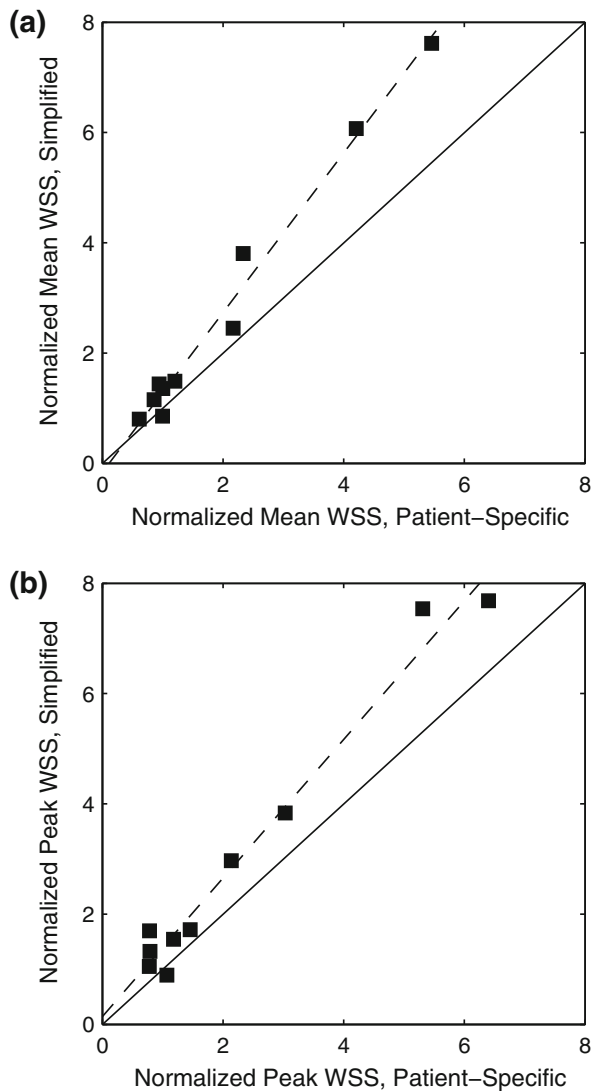 (a)
8
6
4
2
0
Normalized Mean WSS, Simplified
0 2 4 6 8
Normalized Mean WSS, Patient−Specific
(b)
8
6
4
2
0
Normalized Peak WSS, Simplified
0 2 4 6 8
Normalized Peak WSS, Patient−Specific